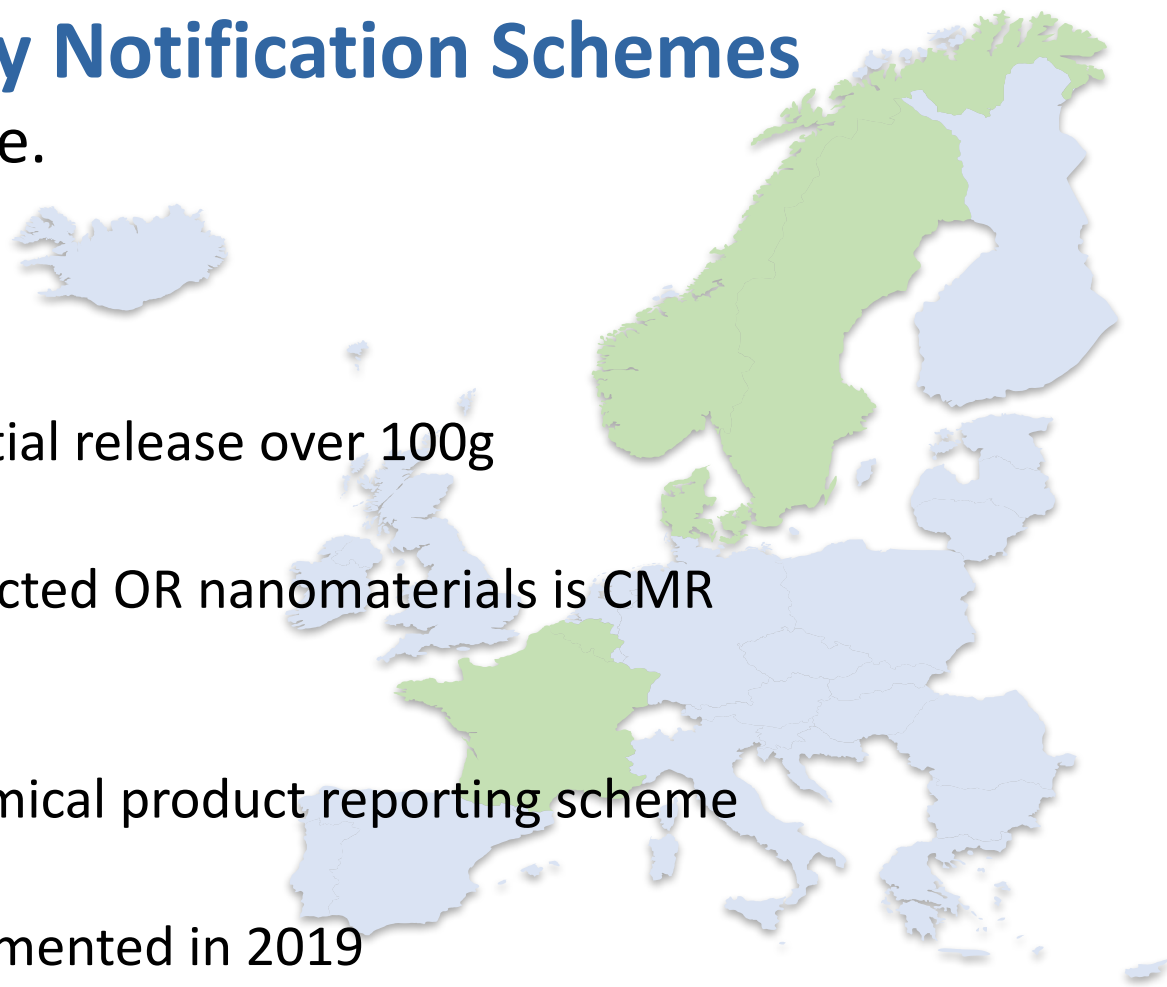 y Notification Schemes
e.
tial release over 100g
cted OR nanomaterials is CMR
mical product reporting scheme
mented in 2019